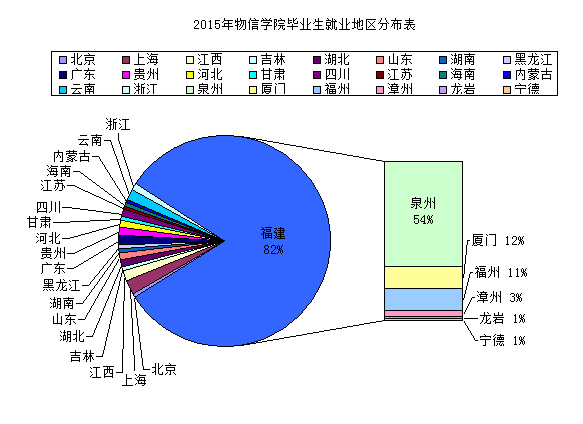 2015年物信学院毕业生就业地区分布表
北京 上海 江西 吉林 湖北 山东 湖南 黑龙江
广东 贵州 河北 甘肃 四川 江苏 海南 内蒙古
云南 浙江 泉州 厦门 福州 漳州 龙岩 宁德
浙江
云南
内蒙古
海南
江苏
四川
甘肃
河北
贵州
广东
黑龙江
湖南
山东
湖北
吉林
江西
上海
北京
福建
82%
泉州
54%
厦门 12%
福州 11%
漳州 3%
龙岩 1%
宁德 1%